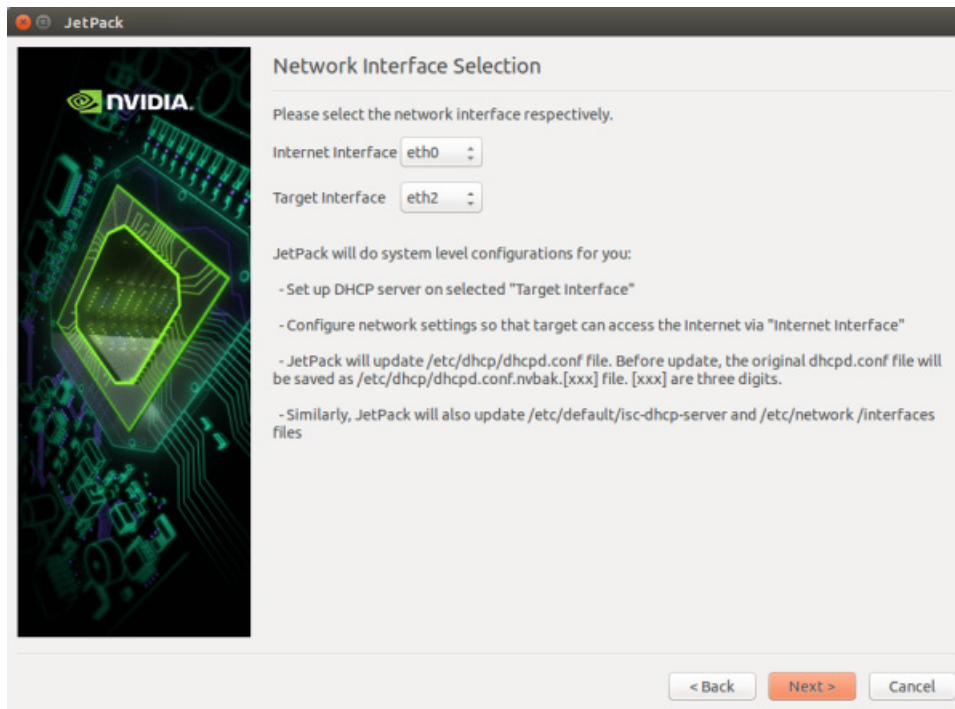 JetPack
NVIDIA.
Network Interface Selection
Please select the network interface respectively.
Internet Interface eth0
Target Interface eth2
JetPack will do system level configurations for you:
- Set up DHCP server on selected "Target Interface"
- Configure network settings so that target can access the Internet via "Internet Interface"
- JetPack will update /etc/dhcp/dhcpd.conf file. Before update, the original dhcpd.conf file will
be saved as /etc/dhcp/dhcpd.conf.nvbak.[xxx] file. [xxx] are three digits.
- Similarly, JetPack will also update /etc/default/isc-dhcp-server and /etc/network /interfaces
files
< Back Next > Cancel